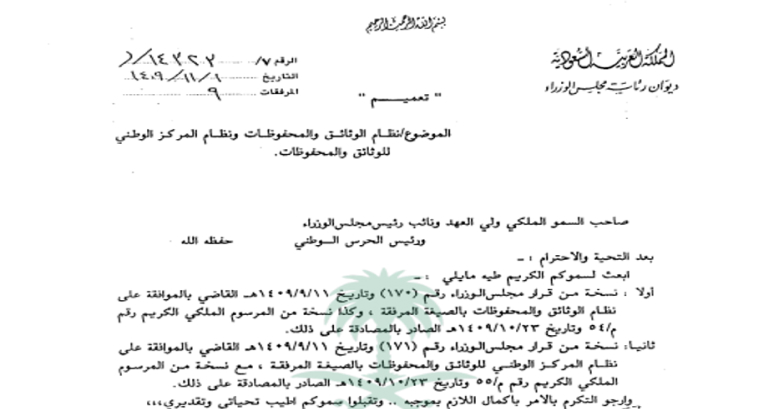 بسم الله الرحمن الرحيم
المملكة العربية السعودية
ديوان رئاسة مجلس الوزراء
الرقم ٧/١٤٣٢٣/ر
التاريخ ١٤٠٩/١١/١
المرفقات ٩
" تعميم "
الموضوع/نظام الوثائق والمحفوظات ونظام المركز الوطني
للوثائق والمحفوظات.
صاحب السمو الملكي ولي العهد ونائب رئيس مجلس الوزراء
ورئيس الحرس الوطني حفظه الله
بعد التحية والاحترام :ـ
ابعث لسموكم الكريم طيه مايلي :ـ
أولا : نسخة من قرار مجلس الوزراء رقم (١٧٠) وتاريخ ١٤٠٩/٩/١١هـ القاضي بالموافقة على
نظام الوثائق والمحفوظات بالصيغة المرفقة ، وكذا نسخة من المرسوم الملكي الكريم رقم
م/٥٤ وتاريخ ١٤٠٩/١٠/٢٣هـ الصادر بالمصادقة على ذلك.
ثانيا: نسخة من قرار مجلس الوزراء رقم (١٧١) وتاريخ ١٤٠٩/٩/١١هـ القاضي بالموافقة على
نظام المركز الوطني للوثائق والمحفوظات بالصيغة المرفقة ، مع نسخة من المرسوم
الملكي الكريم رقم م/٥٥ وتاريخ ١٤٠٩/١٠/٢٣هـ الصادر بالمصادقة على ذلك.
وارجو التكرم بالامر باكمال اللازم بموجبه .. وتقبلوا سموكم اطيب تحياتي وتقديري،،،